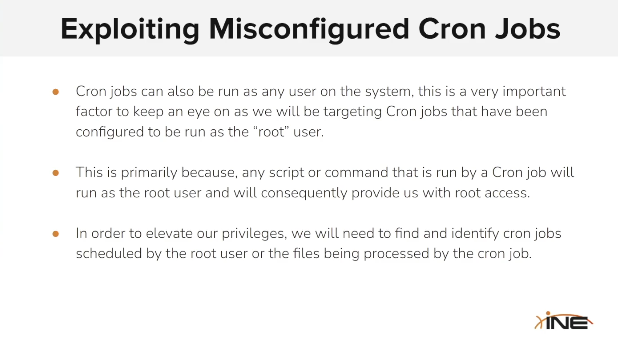 Exploiting Misconfigured Cron Jobs
Cron jobs can also be run as any user on the system, this is a very important
factor to keep an eye on as we will be targeting Cron jobs that have been
configured to be run as the “root” user.
This is primarily because, any script or command that is run by a Cron job will
run as the root user and will consequently provide us with root access.
In order to elevate our privileges, we will need to find and identify cron jobs
scheduled by the root user or the files being processed by the cron job.
INE